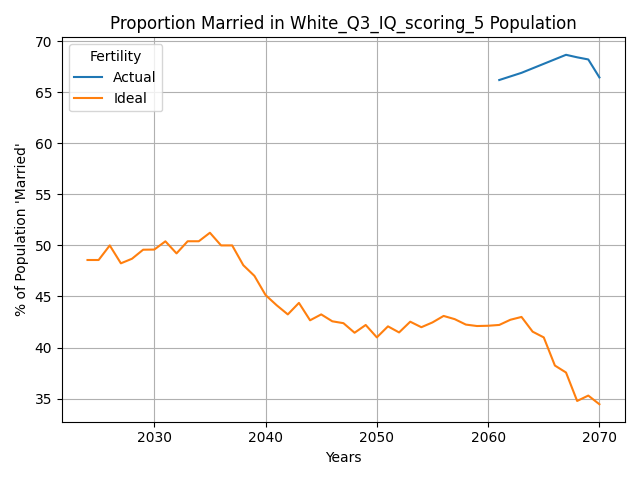 Proportion Married in White_Q3_IQ_scoring_5 Population
% of Population 'Married'
Fertility
Actual
Ideal
70
65
60
55
50
45
40
35
2030 2040 2050 2060 2070
Years